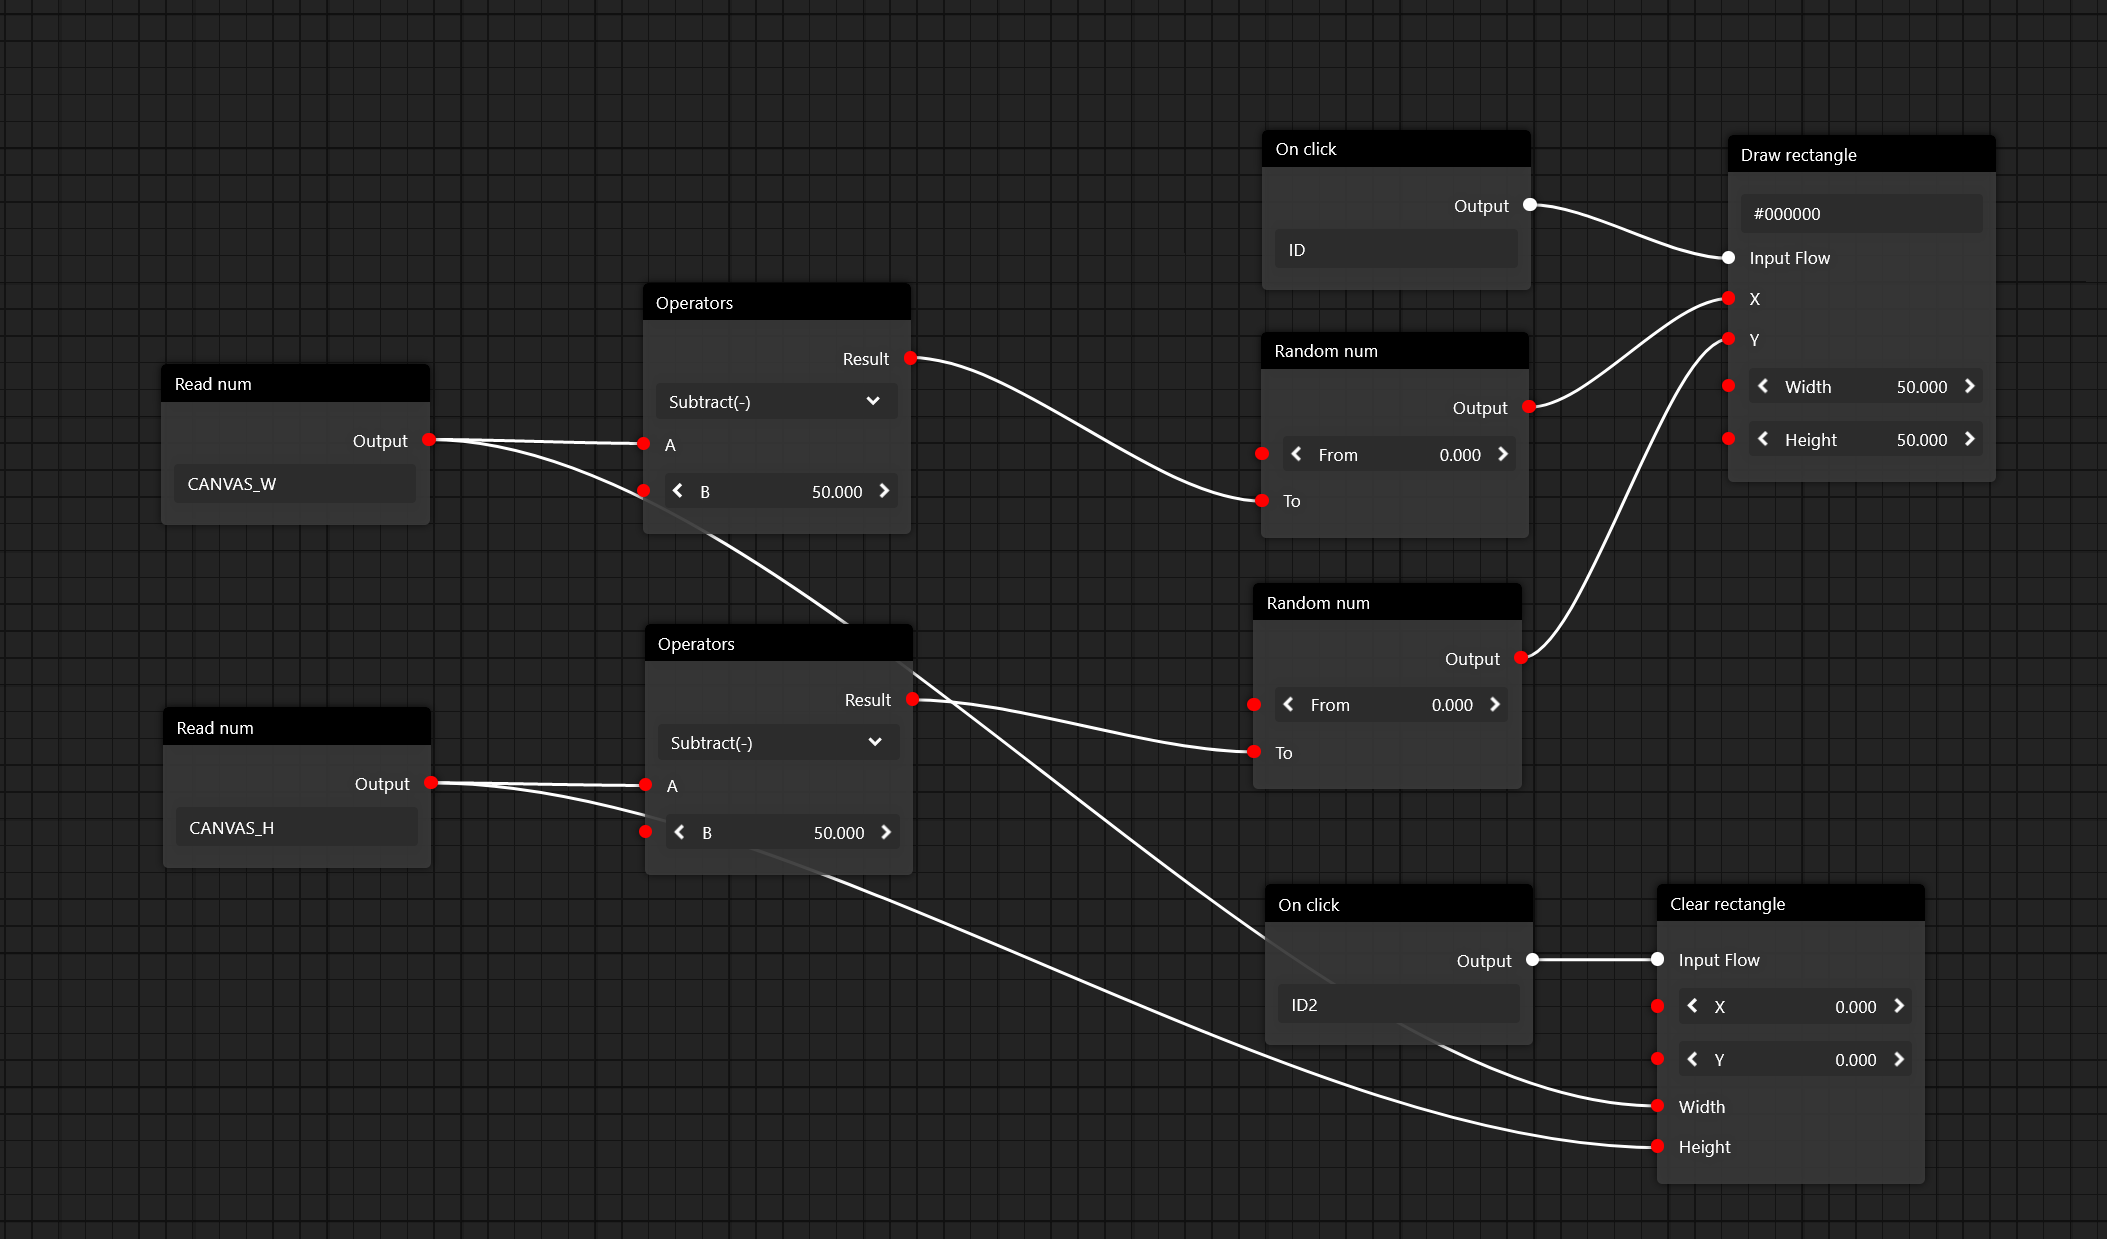 Read num
Output
CANVAS_W
Read num
Output
CANVAS_H
Operators
Result
Subtract(-)
A
B 50.000
Operators
Result
Subtract(-)
A
B 50.000
On click
Output
ID
Random num
Output
From 0.000
To
Random num
Output
From 0.000
To
On click
Output
ID2
Draw rectangle
#000000
Input Flow
X
Y
Width 50.000
Height 50.000
Clear rectangle
Input Flow
X 0.000
Y 0.000
Width
Height